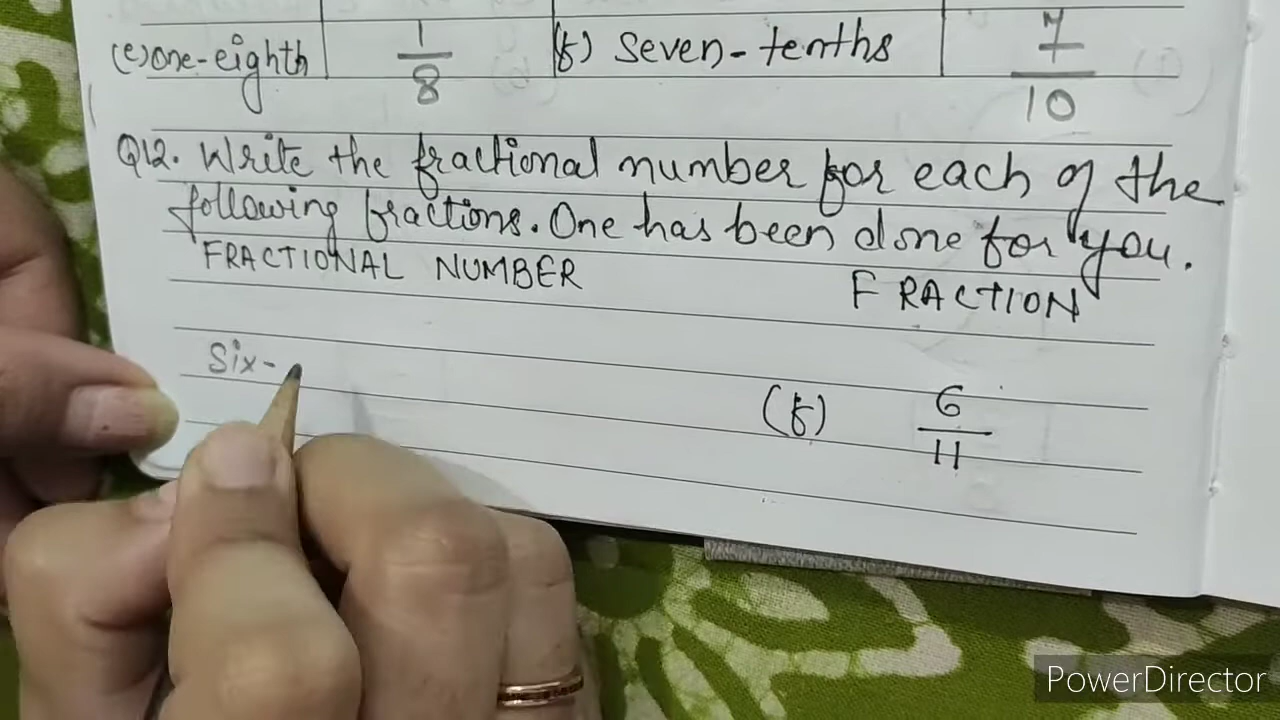 (e) one-eighth 1/8 (f) Seven-tenths 7/10
Q12. Write the fractional number for each of the
following fractions. One has been done for you.
FRACTIONAL NUMBER FRACTION
Six-
(f) 6/11
PowerDirector